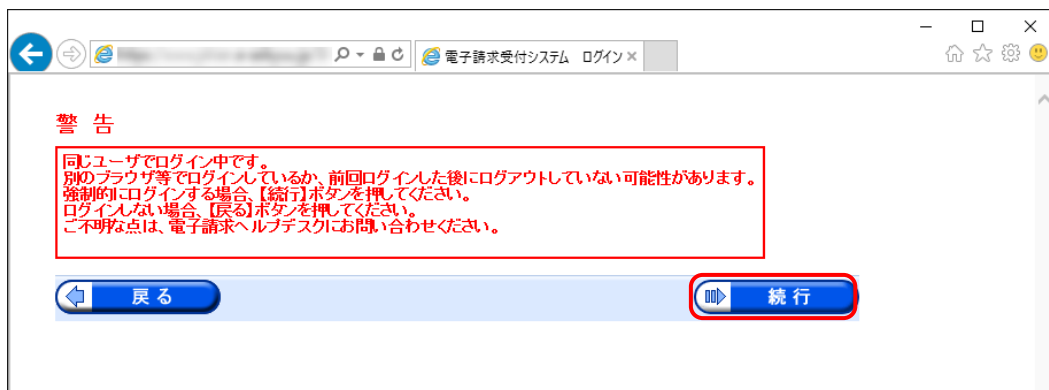 電子請求受付システム ログイン
警 告
同じユーザでログイン中です。
別のブラウザ等でログインしているか、前回ログインした後にログアウトしていない可能性があります。
強制的にログインする場合、【続行】ボタンを押してください。
ログインしない場合、【戻る】ボタンを押してください。
ご不明な点は、電子請求ヘルプデスクにお問い合わせください。
戻る
続行